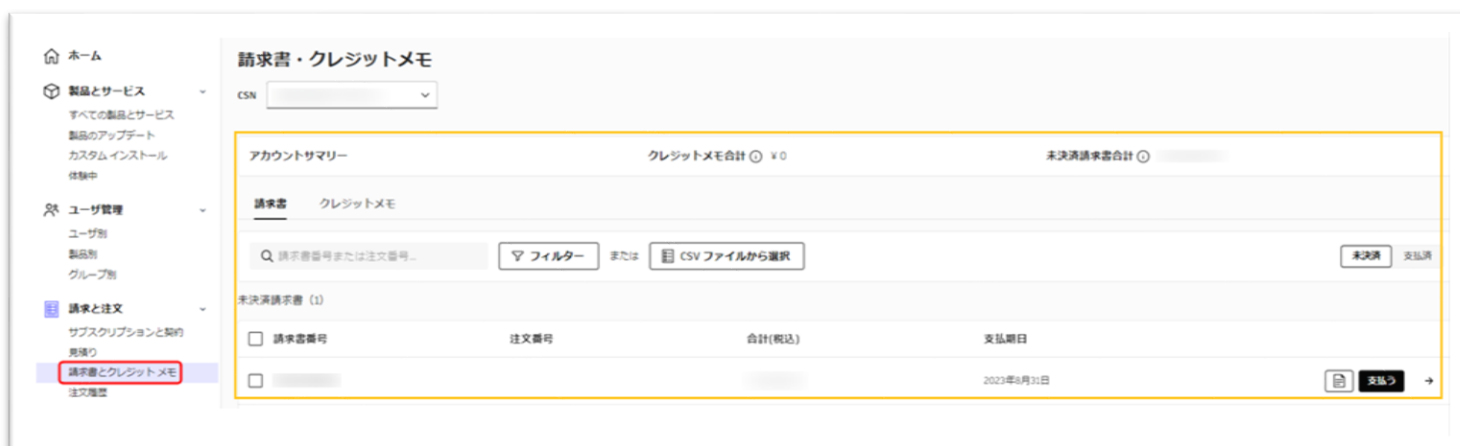 ホーム
製品とサービス
すべての製品とサービス
製品のアップデート
カスタム インストール
体験中
ユーザ管理
ユーザ別
製品別
グループ別
請求と注文
サブスクリプションと契約
見積り
請求書とクレジット メモ
注文履歴
請求書・クレジットメモ
CSN
アカウントサマリー クレジットメモ合計 ¥0 未決済請求書合計
請求書 クレジットメモ
請求書番号または注文番号... フィルター または CSV ファイルから選択 未決済 支払済
未決済請求書 (1)
請求書番号 注文番号 合計(税込) 支払期日
2023年8月31日 支払う